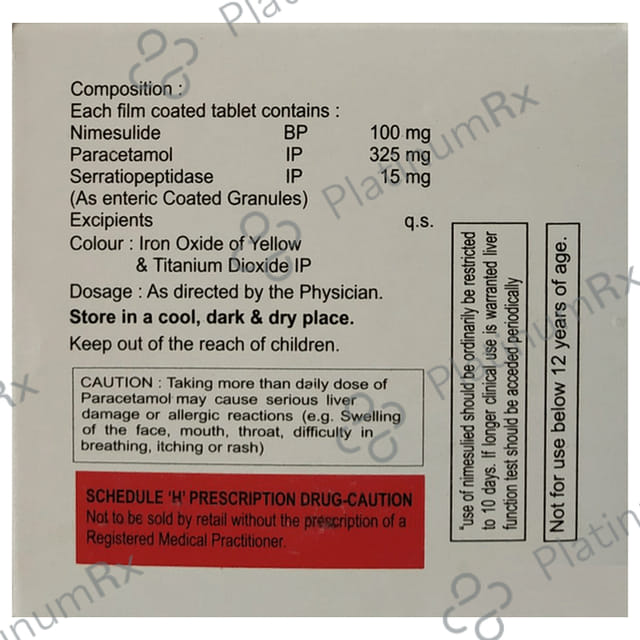 Composition :
Each film coated tablet contains :
Nimesulide BP 100 mg
Paracetamol IP 325 mg
Serratiopeptidase IP 15 mg
(As enteric Coated Granules)
Excipients q.s.
Colour : Iron Oxide of Yellow
& Titanium Dioxide IP
Dosage : As directed by the Physician.
Store in a cool, dark & dry place.
Keep out of the reach of children.
CAUTION : Taking more than daily dose of
Paracetamol may cause serious liver
damage or allergic reactions (e.g. Swelling
of the face, mouth, throat, difficulty in
breathing, itching or rash)
SCHEDULE 'H' PRESCRIPTION DRUG-CAUTION
Not to be sold by retail without the prescription of a
Registered Medical Practitioner.
"use of nimesulied should be ordinarily be restricted
to 10 days. If longer clinical use is warranted liver
function test should be acceded periodically
Not for use below 12 years of age.
PlatinumRx
PlatinumRx
PlatinumRx